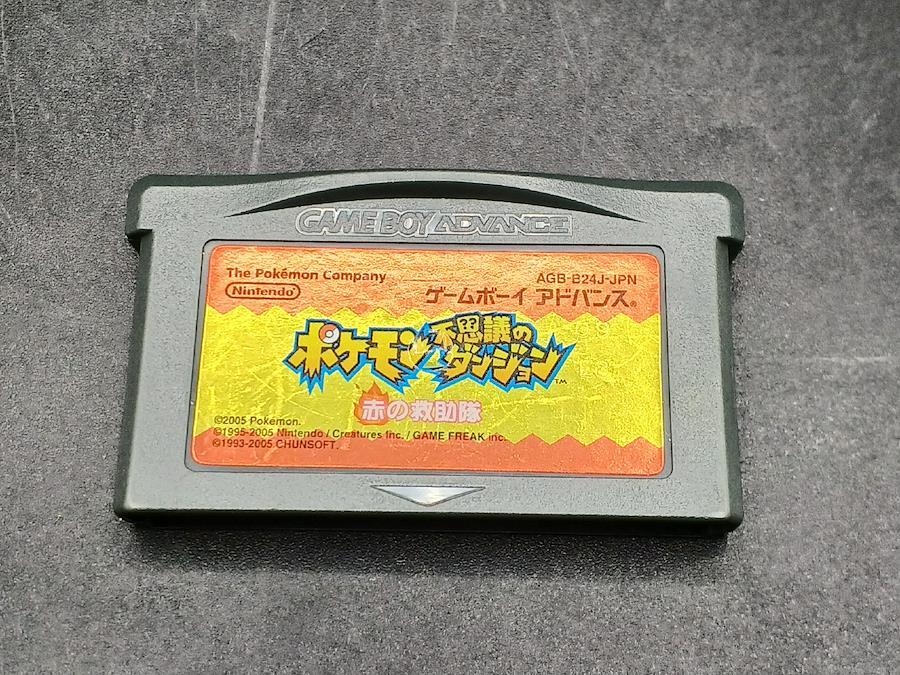 GAME BOY ADVANCE
The Pokémon Company
Nintendo
AGB-B24J-JPN
ゲームボーイ アドバンス®
ポケモン不思議のダンジョン™
赤の救助隊
©2005 Pokémon.
©1995-2005 Nintendo / Creatures inc. / GAME FREAK inc.
©1993-2005 CHUNSOFT.